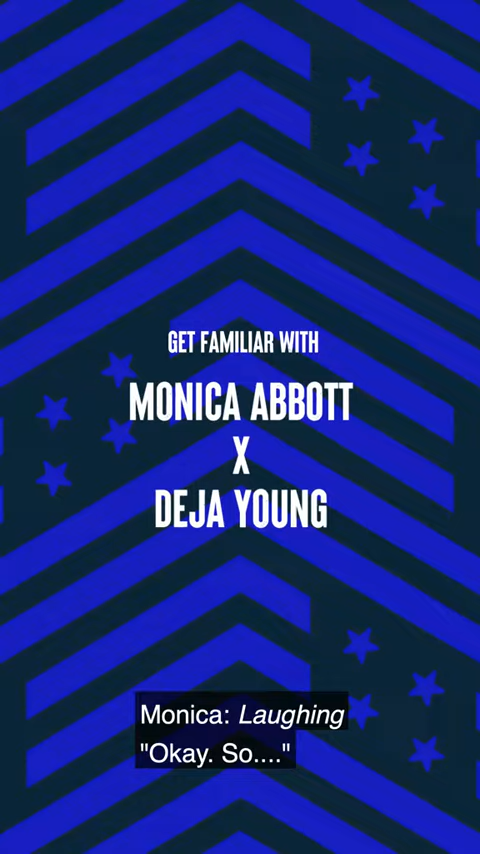 GET FAMILIAR WITH
MONICA ABBOTT
X
DEJA YOUNG
Monica: Laughing
"Okay. So...."